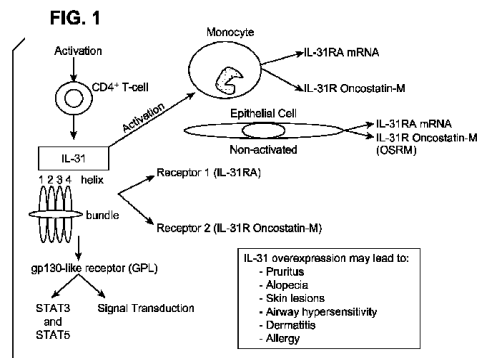 FIG. 1
Activation
CD4+ T-cell
IL-31
1 2 3 4 helix
bundle
gp130-like receptor (GPL)
STAT3
and
STAT5
Signal Transduction
Activation
Monocyte
IL-31RA mRNA
IL-31R Oncostatin-M
Epithelial Cell
Non-activated
IL-31RA mRNA
IL-31R Oncostatin-M
(OSRM)
Receptor 1 (IL-31RA)
Receptor 2 (IL-31R Oncostatin-M)
IL-31 overexpression may lead to:
- Pruritus
- Alopecia
- Skin lesions
- Airway hypersensitivity
- Dermatitis
- Allergy